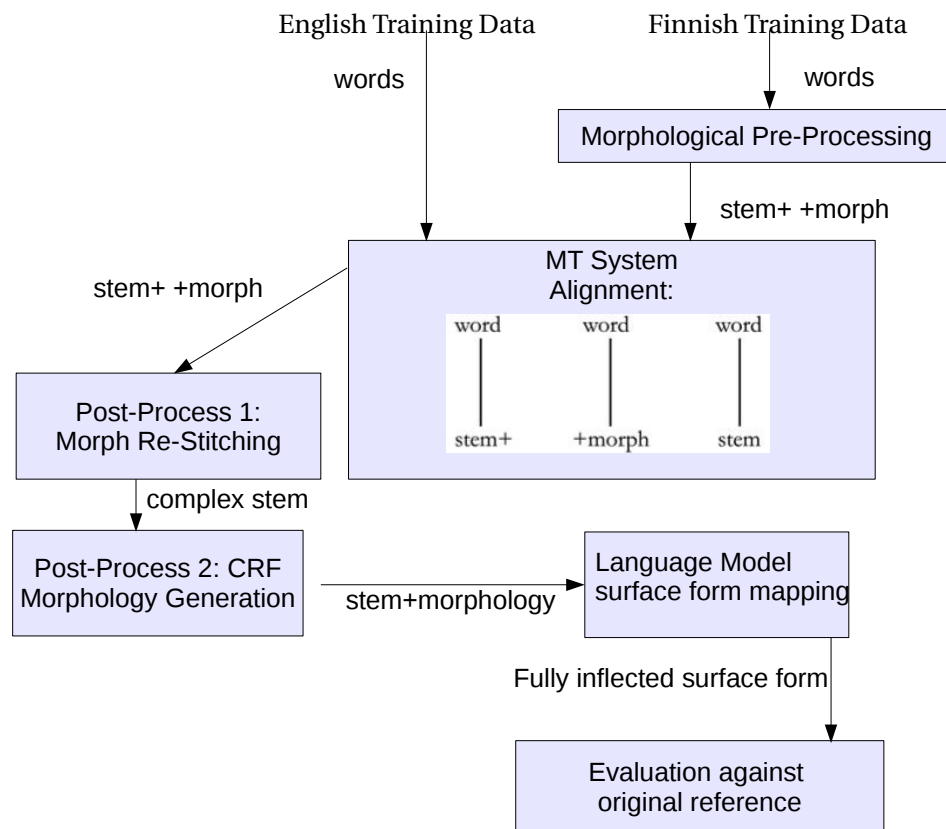 English Training Data
Finnish Training Data
words
words
Morphological Pre-Processing
stem+ +morph
MT System
Alignment:
stem+ +morph
word word word
stem+ +morph stem
Post-Process 1:
Morph Re-Stitching
complex stem
Post-Process 2: CRF
Morphology Generation
stem+morphology
Language Model
surface form mapping
Fully inflected surface form
Evaluation against
original reference